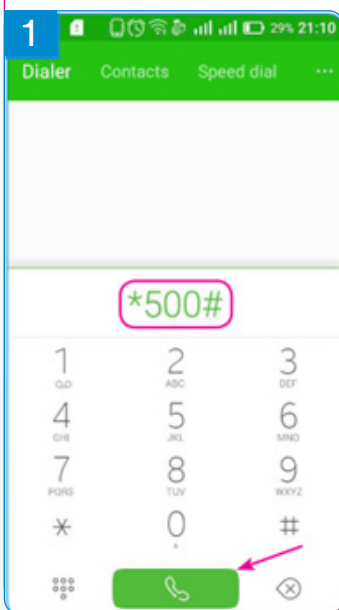 1
29% 21:10
Dialer Contacts Speed dial ...
*500#
1 2 3
ABC DEF
4 5 6
GHI JKL MNO
7 8 9
PQRS TUV WXYZ
* 0 #
+